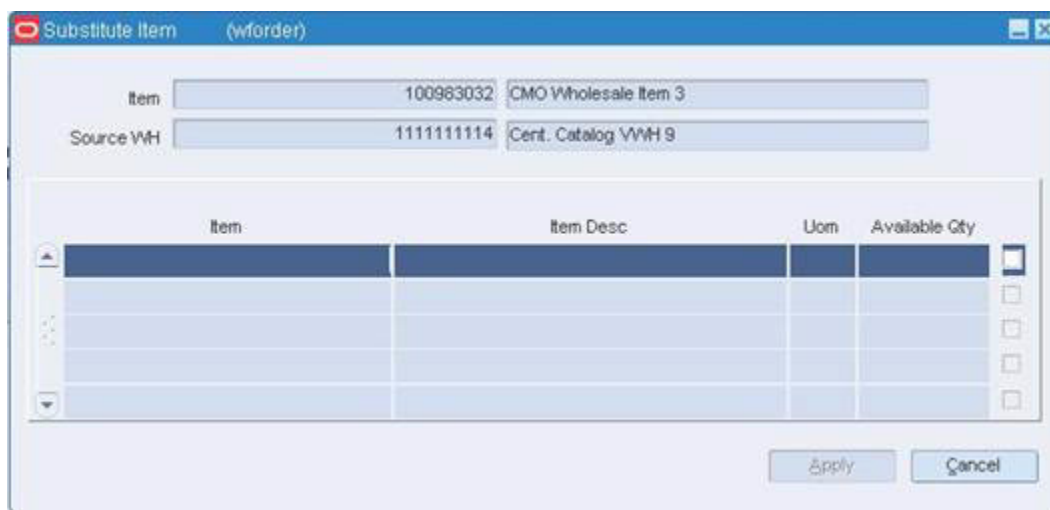 Substitute Item (wforder)
Item 100983032 CMO Wholesale Item 3
Source WH 1111111114 Cent. Catalog VWH 9
Item Item Desc Uom Available Qty
Apply Cancel